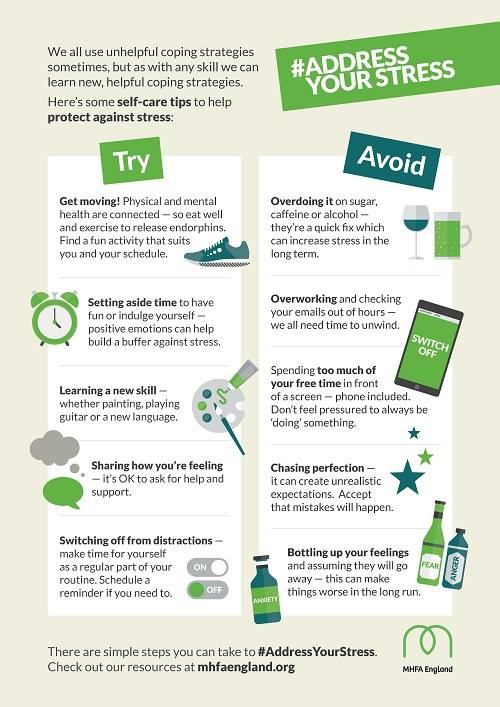 We all use unhelpful coping strategies
sometimes, but as with any skill we can
learn new, helpful coping strategies.
Here's some self-care tips to help
protect against stress:
#ADDRESS
YOUR STRESS
Try
Get moving! Physical and mental
health are connected — so eat well
and exercise to release endorphins.
Find a fun activity that suits
you and your schedule.
Setting aside time to have
fun or indulge yourself —
positive emotions can help
build a buffer against stress.
Learning a new skill —
whether painting, playing
guitar or a new language.
Sharing how you're feeling
— it's OK to ask for help and
support.
Switching off from distractions —
make time for yourself
as a regular part of your
routine. Schedule a
reminder if you need to.
ON
OFF
Avoid
Overdoing it on sugar,
caffeine or alcohol —
they're a quick fix which
can increase stress in the
long term.
Overworking and checking
your emails out of hours —
we all need time to unwind.
SWITCH
OFF
Spending too much of
your free time in front
of a screen — phone included.
Don't feel pressured to always be
'doing' something.
Chasing perfection —
it can create unrealistic
expectations. Accept
that mistakes will happen.
Bottling up your feelings
and assuming they will go
away — this can make
things worse in the long run.
ANXIETY
FEAR
ANGER
There are simple steps you can take to #AddressYourStress.
Check out our resources at mhfaengland.org
MHFA England